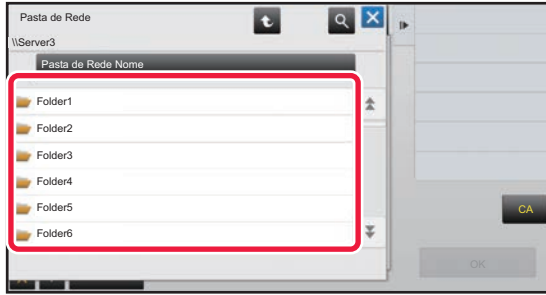 Pasta de Rede
\\Server3
Pasta de Rede Nome
Folder1
Folder2
Folder3
Folder4
Folder5
Folder6
CA
OK